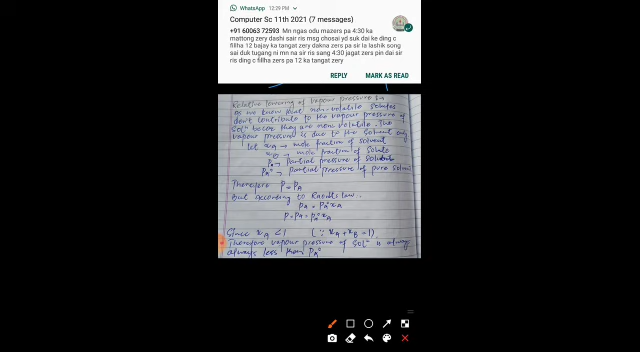 WhatsApp • 12:29 PM
Computer Sc 11th 2021 (7 messages)
+91 60063 72593 Mn ngas odu mazers pa 4:30 ka
mattong zery dashi sair ris msg chosai yd suk dai ke ding c
fillha 12 bajay ka tangat zery dakna zers pa sir la lashik song
sai duk tugang ni mn na sir ris sang 4:30 jagat zers pin dai sir
ris ding c fillha zers pa 12 ka tangat zery
REPLY MARK AS READ
Relative lowering of vapour pressure :-
as we know that non-volatile solutes
don't contribute to the vapour pressure of
Solⁿ becoz they are non volatile. The
vapour pressure is due to the solvent only
let xA → mole fraction of solvent
xB → mole fraction of solute
PA → Partial pressure of solvent
PA° → Partial pressure of pure solvent
Therefore P = PA
But According to Raoult's law.
PA = PA° xA
P = PA = PA° xA
Since xA < 1 (∵ xA + xB = 1)
Therefore vapour pressure of Solⁿ is always
always less than PA°